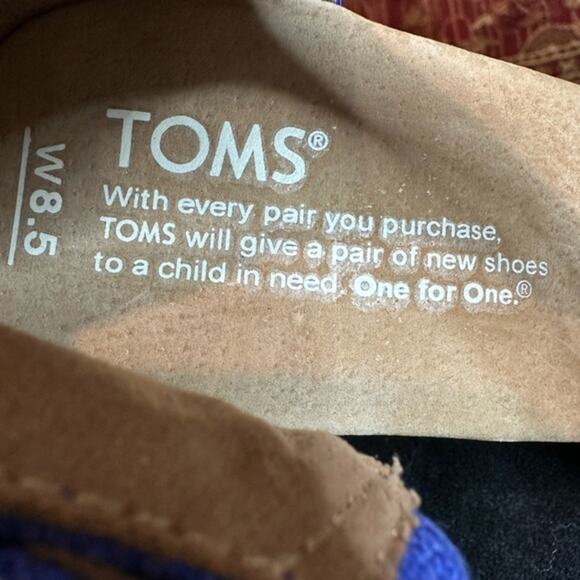 TOMS®
With every pair you purchase,
TOMS will give a pair of new shoes
to a child in need. One for One.®
W8.5